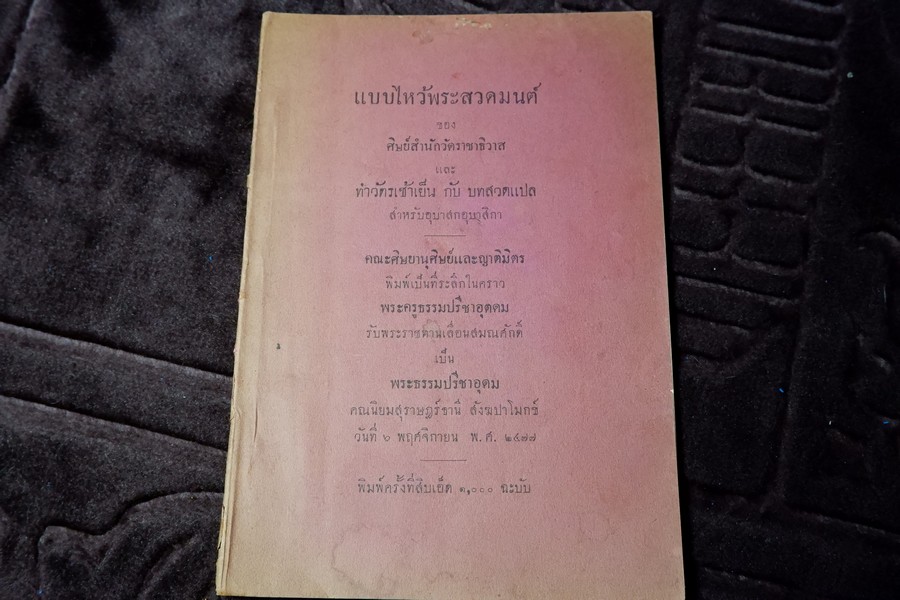 แบบไหว้พระสวดมนต์
ของ
ศิษย์สำนักวัดราชาธิวาส
และ
ทำวัตรเช้าเย็น กับ บทสวดแปล
สำหรับอุบาสกอุบาสิกา
คณะศิษยานุศิษย์และญาติมิตร
พิมพ์เป็นที่ระลึกในคราว
พระครูธรรมปรีชาอุดตม
รับพระราชทานเลื่อนสมณศักดิ์
เป็น
พระธรรมปรีชาอุดม
คณนิยมสุราษฎร์ธานี สังฆปาโมกข์
วันที่ ๖ พฤศจิกายน พ.ศ. ๒๔๗๗
พิมพ์ครั้งที่สิบเอ็ด ๑,๐๐๐ ฉะบับ